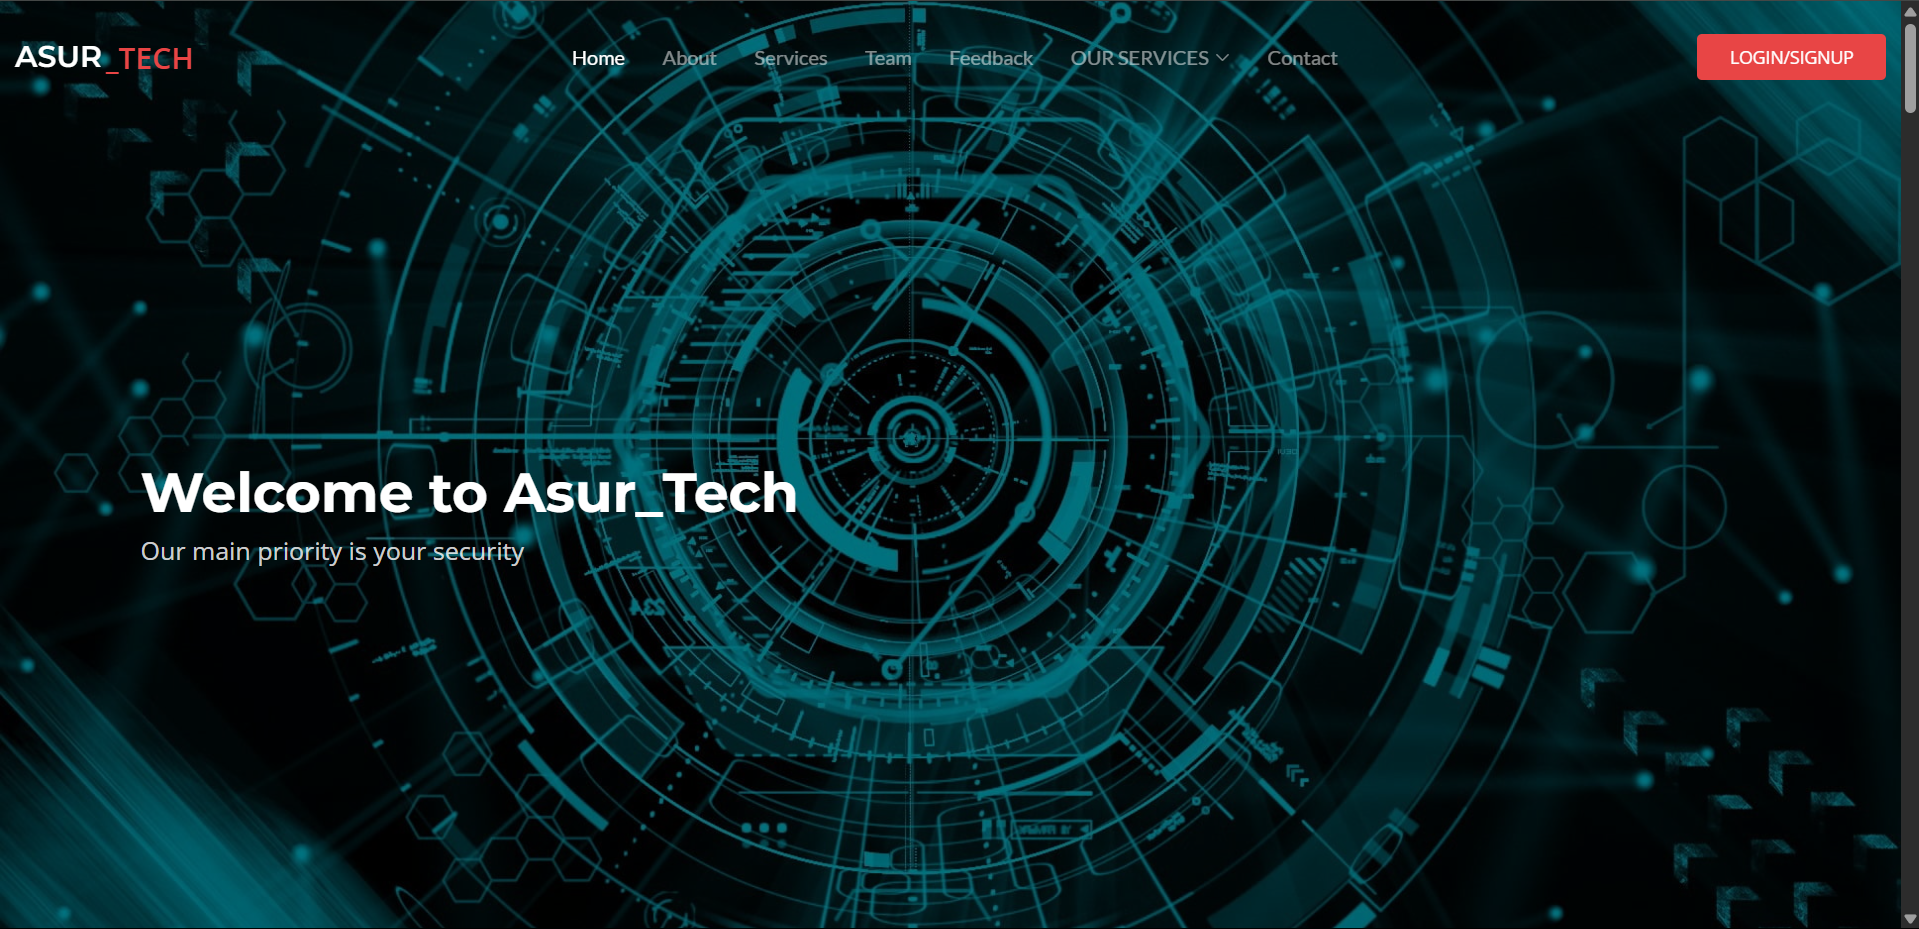 ASUR_TECH
Home About Services Team Feedback OUR SERVICES Contact
LOGIN/SIGNUP
Welcome to Asur_Tech
Our main priority is your security